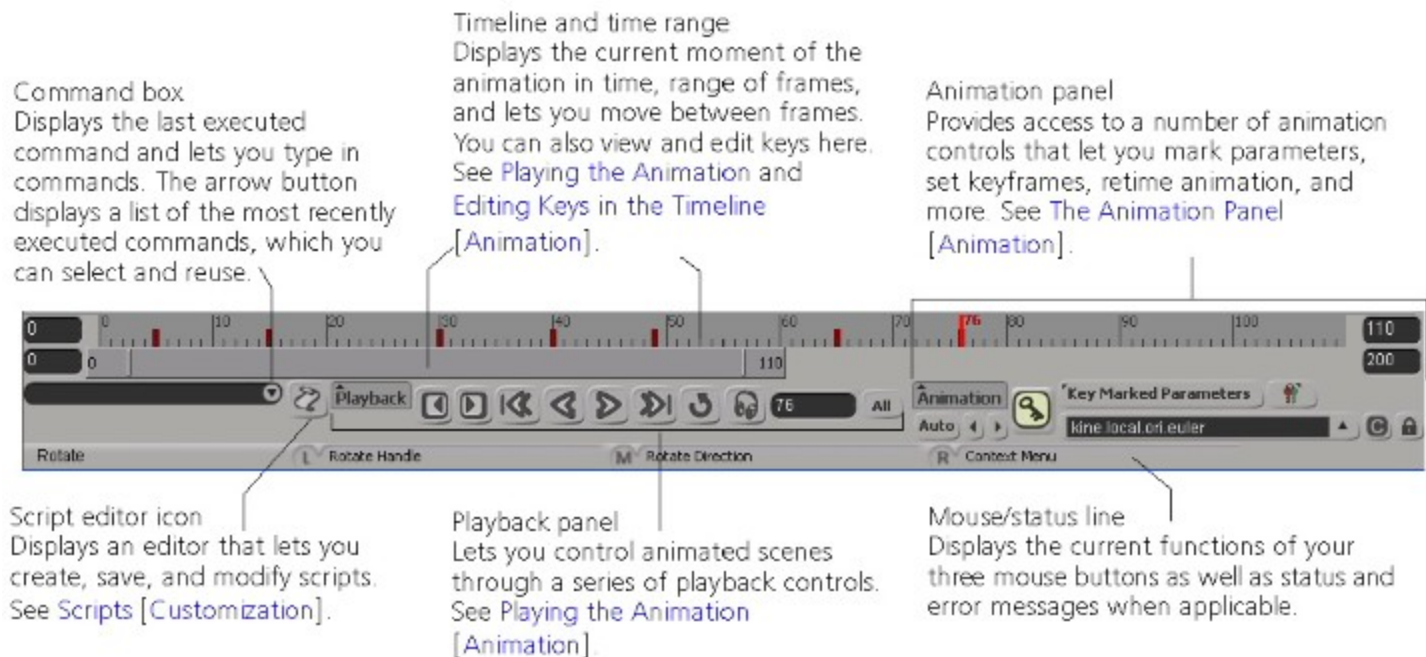 Timeline and time range
Displays the current moment of the
animation in time, range of frames,
and lets you move between frames.
You can also view and edit keys here.
See Playing the Animation and
Editing Keys in the Timeline
[Animation].
Command box
Displays the last executed
command and lets you type in
commands. The arrow button
displays a list of the most recently
executed commands, which you
can select and reuse.
Animation panel
Provides access to a number of animation
controls that let you mark parameters,
set keyframes, retime animation, and
more. See The Animation Panel
[Animation].
0 0 10 20 30 40 50 60 70 76 80 90 100 110
0 0 110 200
Playback 76 All Animation Key Marked Parameters
Auto kine.local.ori.euler C
Rotate L Rotate Handle M Rotate Direction R Context Menu
Script editor icon
Displays an editor that lets you
create, save, and modify scripts.
See Scripts [Customization].
Playback panel
Lets you control animated scenes
through a series of playback controls.
See Playing the Animation
[Animation].
Mouse/status line
Displays the current functions of your
three mouse buttons as well as status and
error messages when applicable.